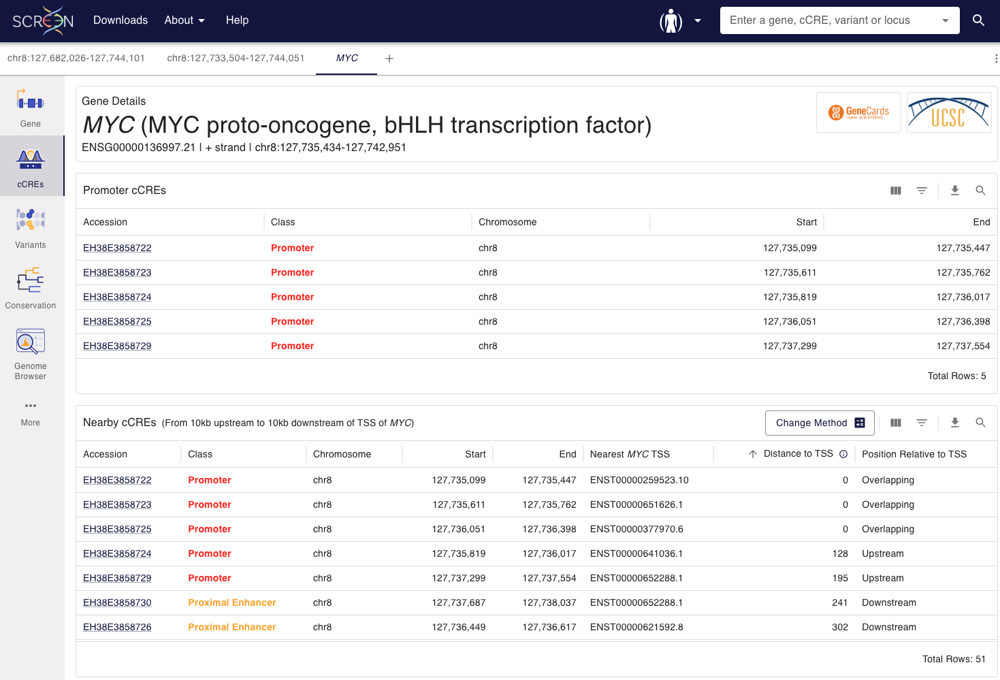 SCREEN Downloads About Help Enter a gene, cCRE, variant or locus
chr8:127,682,026-127,744,101 chr8:127,733,504-127,744,051 MYC +
Gene
cCREs
Variants
Conservation
Genome
Browser
More
Gene Details
MYC (MYC proto-oncogene, bHLH transcription factor)
ENSG00000136997.21 | + strand | chr8:127,735,434-127,742,951
GeneCards
HUMAN GENE DATABASE
UCSC
Promoter cCREs
Accession Class Chromosome Start End
EH38E3858722 Promoter chr8 127,735,099 127,735,447
EH38E3858723 Promoter chr8 127,735,611 127,735,762
EH38E3858724 Promoter chr8 127,735,819 127,736,017
EH38E3858725 Promoter chr8 127,736,051 127,736,398
EH38E3858729 Promoter chr8 127,737,299 127,737,554
Total Rows: 5
Nearby cCREs (From 10kb upstream to 10kb downstream of TSS of MYC) Change Method
Accession Class Chromosome Start End Nearest MYC TSS Distance to TSS Position Relative to TSS
EH38E3858722 Promoter chr8 127,735,099 127,735,447 ENST00000259523.10 0 Overlapping
EH38E3858723 Promoter chr8 127,735,611 127,735,762 ENST00000651626.1 0 Overlapping
EH38E3858725 Promoter chr8 127,736,051 127,736,398 ENST00000377970.6 0 Overlapping
EH38E3858724 Promoter chr8 127,735,819 127,736,017 ENST00000641036.1 128 Upstream
EH38E3858729 Promoter chr8 127,737,299 127,737,554 ENST00000652288.1 195 Upstream
EH38E3858730 Proximal Enhancer chr8 127,737,687 127,738,037 ENST00000652288.1 241 Downstream
EH38E3858726 Proximal Enhancer chr8 127,736,449 127,736,617 ENST00000621592.8 302 Downstream
Total Rows: 51